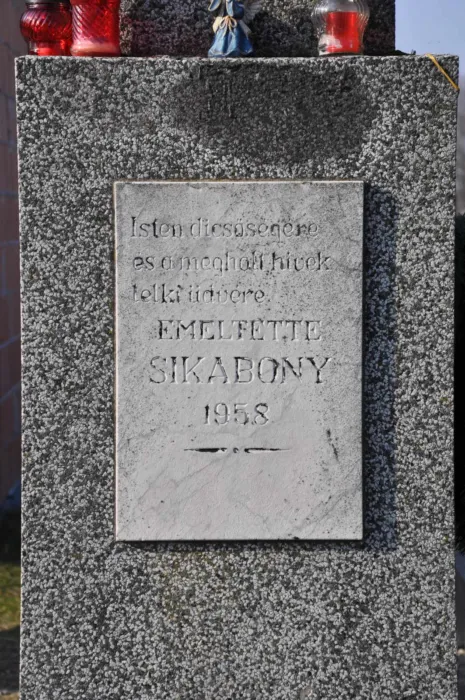 Isten dicsőségére
és a meghalt hívek
lelki üdvére.
EMELTETTE
SIKABONY
1958